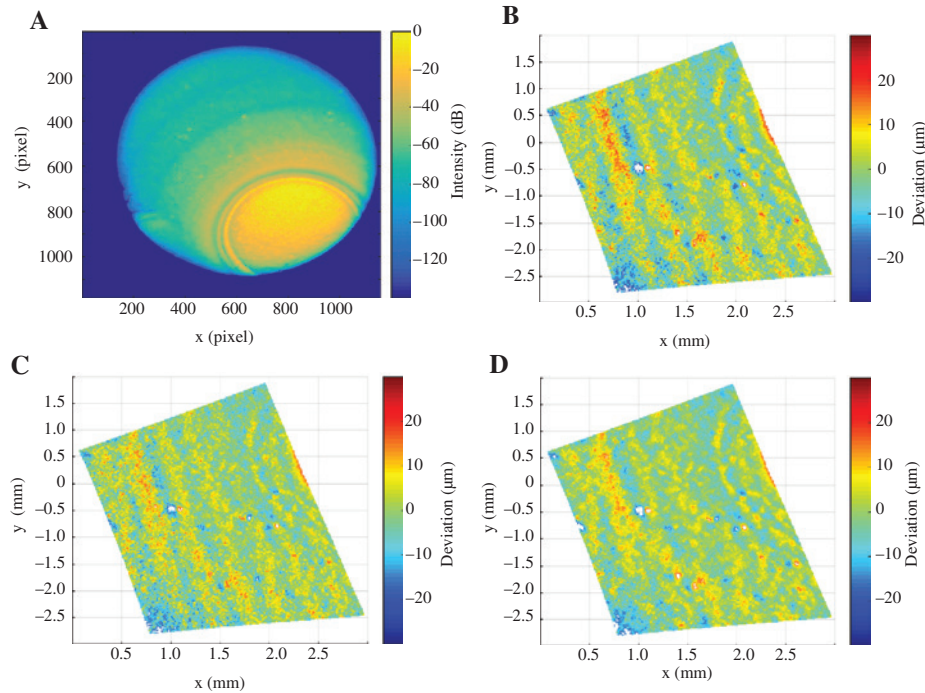 A
200
400
600
800
1000
y (pixel)
200 400 600 800 1000
x (pixel)
0
–20
–40
–60
–80
–100
–120
Intensity (dB)
B
1.5
1.0
0.5
0
–0.5
–1.0
–1.5
–2.0
–2.5
y (mm)
0.5 1.0 1.5 2.0 2.5
x (mm)
20
10
0
–10
–20
Deviation (µm)
C
1.5
1.0
0.5
0
–0.5
–1.0
–1.5
–2.0
–2.5
y (mm)
0.5 1.0 1.5 2.0 2.5
x (mm)
20
10
0
–10
–20
Deviation (µm)
D
1.5
1.0
0.5
0
–0.5
–1.0
–1.5
–2.0
–2.5
y (mm)
0.5 1.0 1.5 2.0 2.5
x (mm)
20
10
0
–10
–20
Deviation (µm)